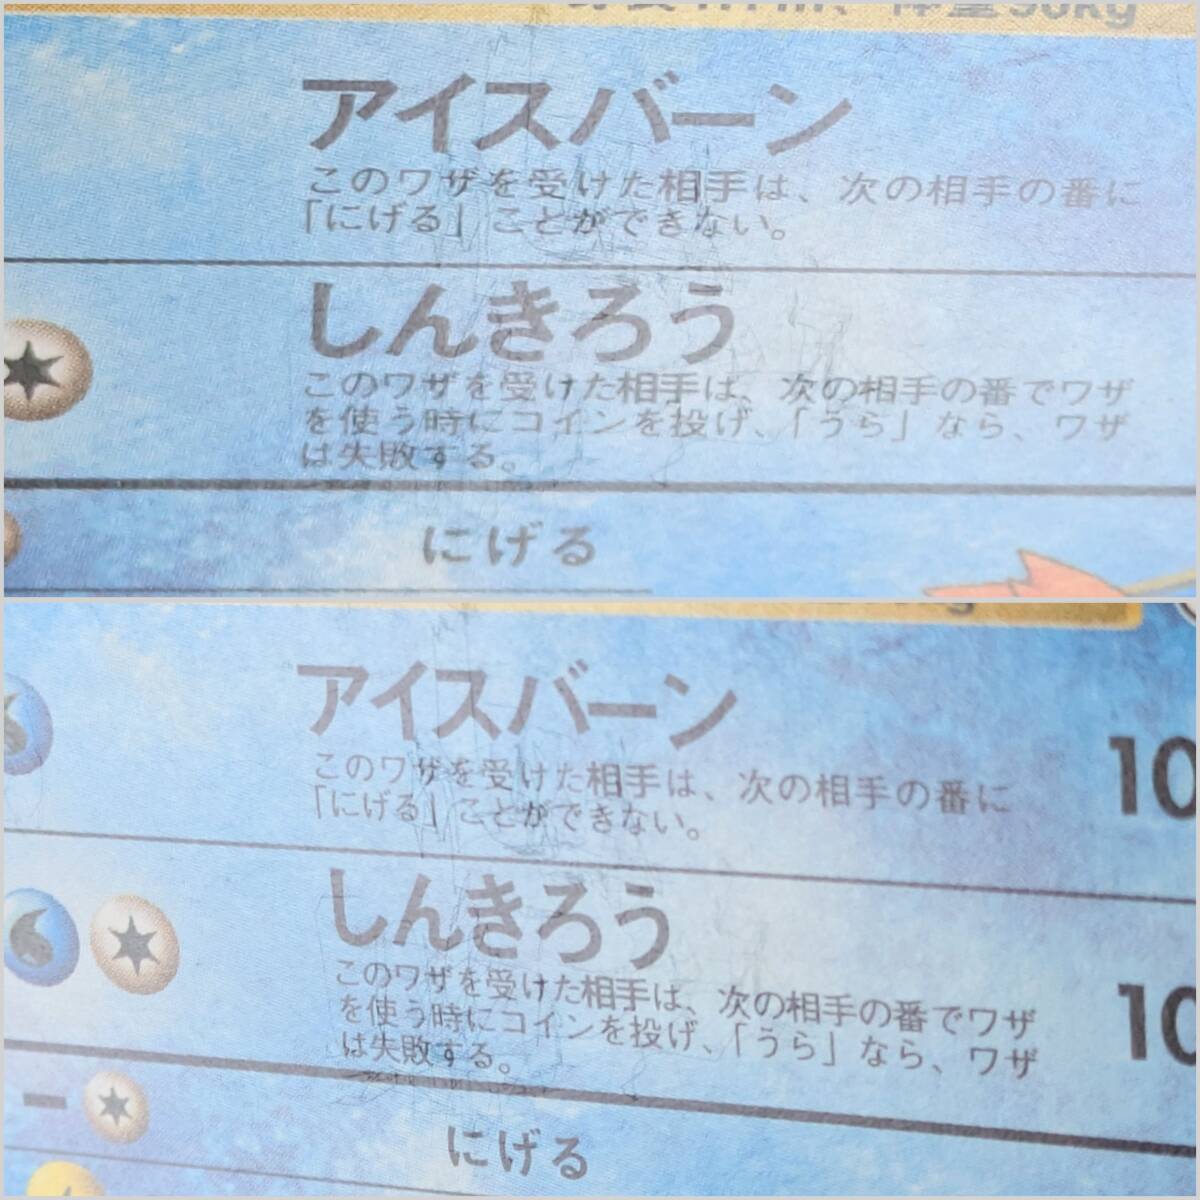 アイスバーン
このワザを受けた相手は、次の相手の番に
「にげる」ことができない。
しんきろう
このワザを受けた相手は、次の相手の番でワザ
を使う時にコインを投げ、「うら」なら、ワザ
は失敗する。
にげる
アイスバーン 10
このワザを受けた相手は、次の相手の番に
「にげる」ことができない。
しんきろう 10
このワザを受けた相手は、次の相手の番でワザ
を使う時にコインを投げ、「うら」なら、ワザ
は失敗する。
にげる